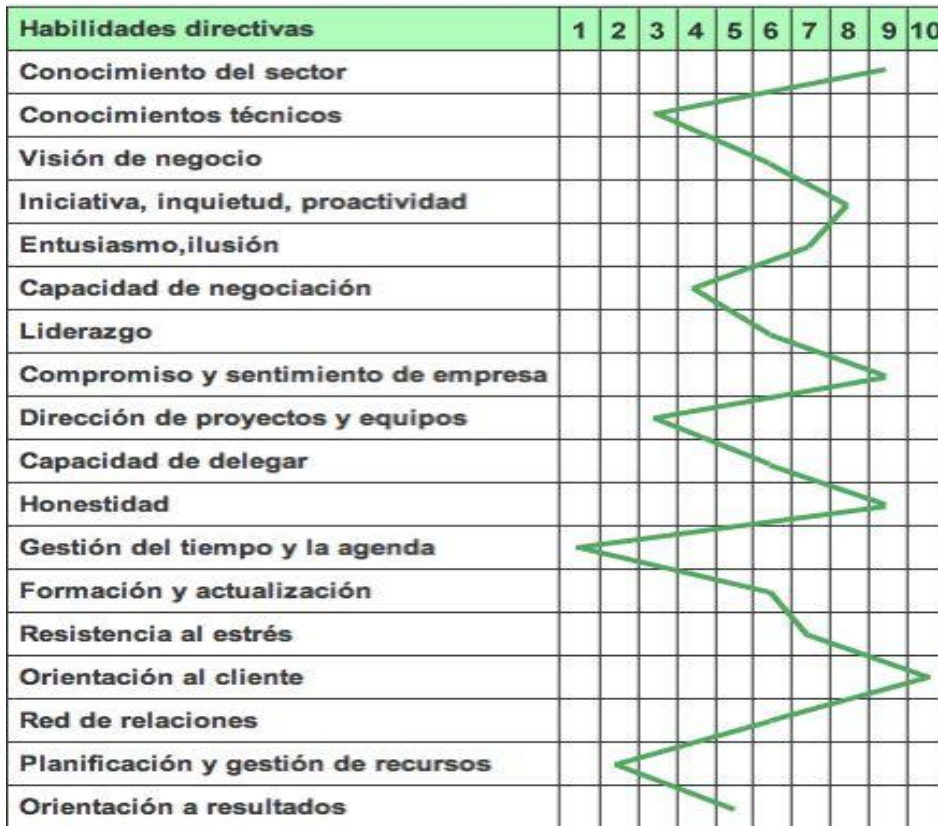 Habilidades directivas 1 2 3 4 5 6 7 8 9 10
Conocimiento del sector
Conocimientos técnicos
Visión de negocio
Iniciativa, inquietud, proactividad
Entusiasmo,ilusión
Capacidad de negociación
Liderazgo
Compromiso y sentimiento de empresa
Dirección de proyectos y equipos
Capacidad de delegar
Honestidad
Gestión del tiempo y la agenda
Formación y actualización
Resistencia al estrés
Orientación al cliente
Red de relaciones
Planificación y gestión de recursos
Orientación a resultados